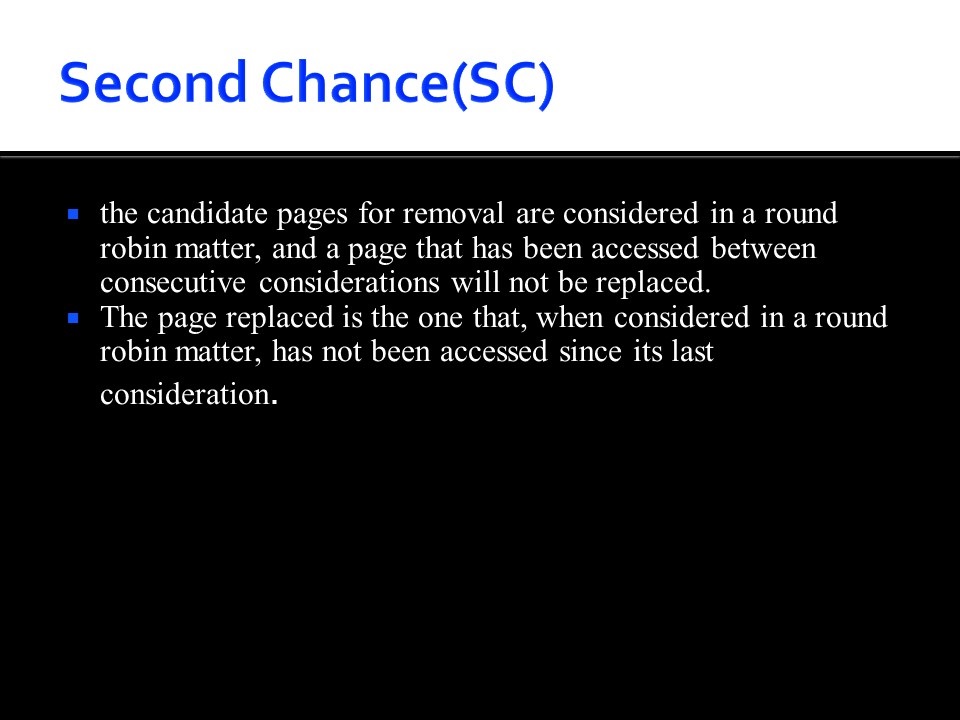 Second Chance(SC)
the candidate pages for removal are considered in a round
robin matter, and a page that has been accessed between
consecutive considerations will not be replaced.
The page replaced is the one that, when considered in a round
robin matter, has not been accessed since its last
consideration.